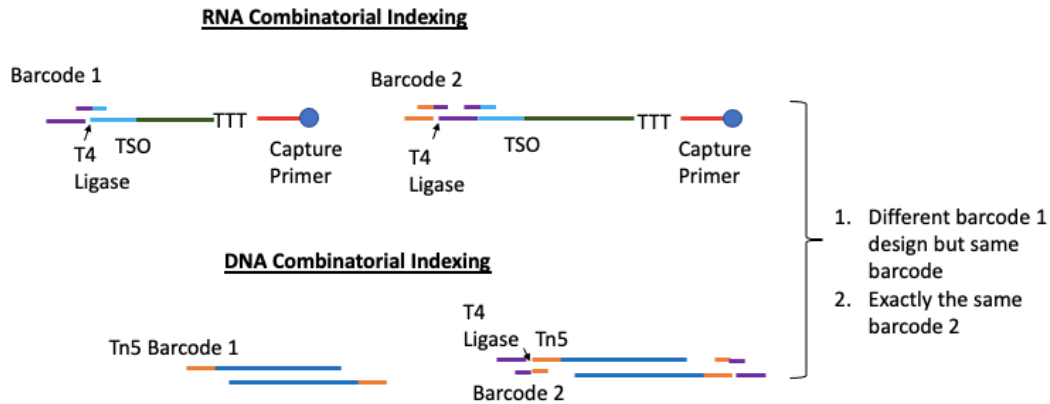 RNA Combinatorial Indexing
Barcode 1
TTT
T4
Ligase
TSO
Capture
Primer
Barcode 2
TTT
T4
Ligase
TSO
Capture
Primer
DNA Combinatorial Indexing
Tn5 Barcode 1
T4
Ligase
Tn5
Barcode 2
1. Different barcode 1
design but same
barcode
2. Exactly the same
barcode 2